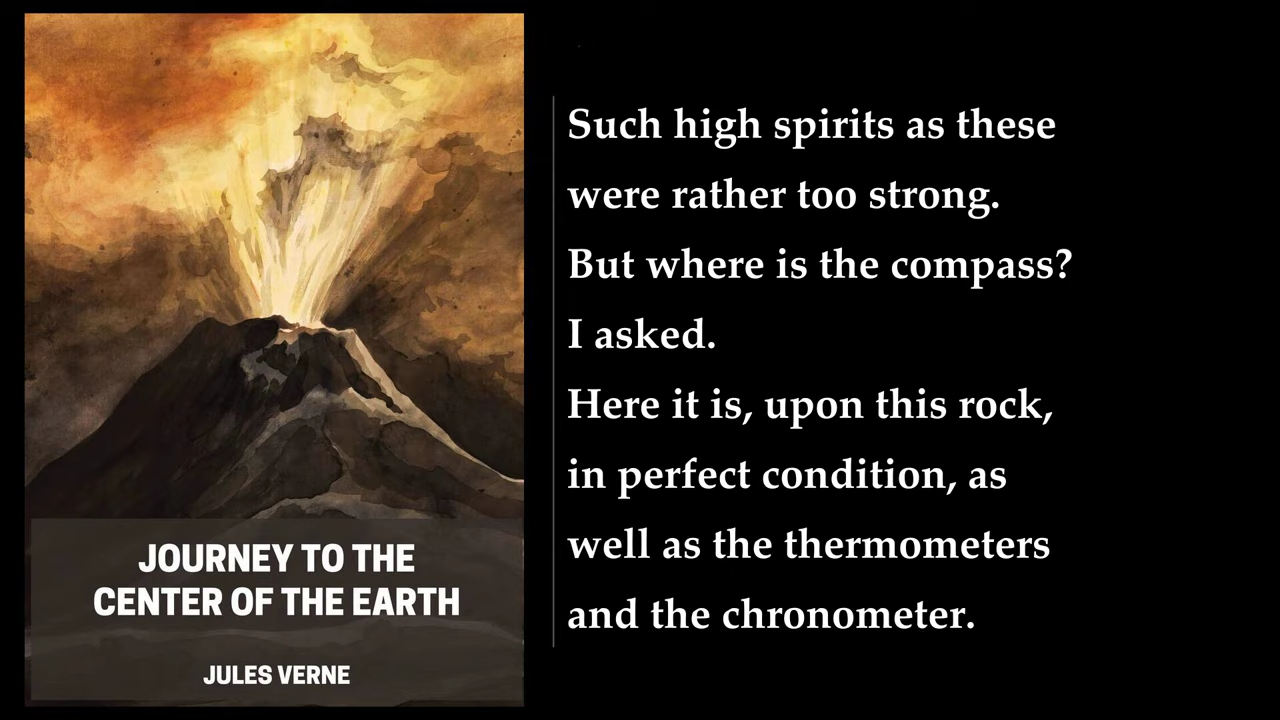 JOURNEY TO THE
CENTER OF THE EARTH
JULES VERNE
Such high spirits as these
were rather too strong.
But where is the compass?
I asked.
Here it is, upon this rock,
in perfect condition, as
well as the thermometers
and the chronometer.